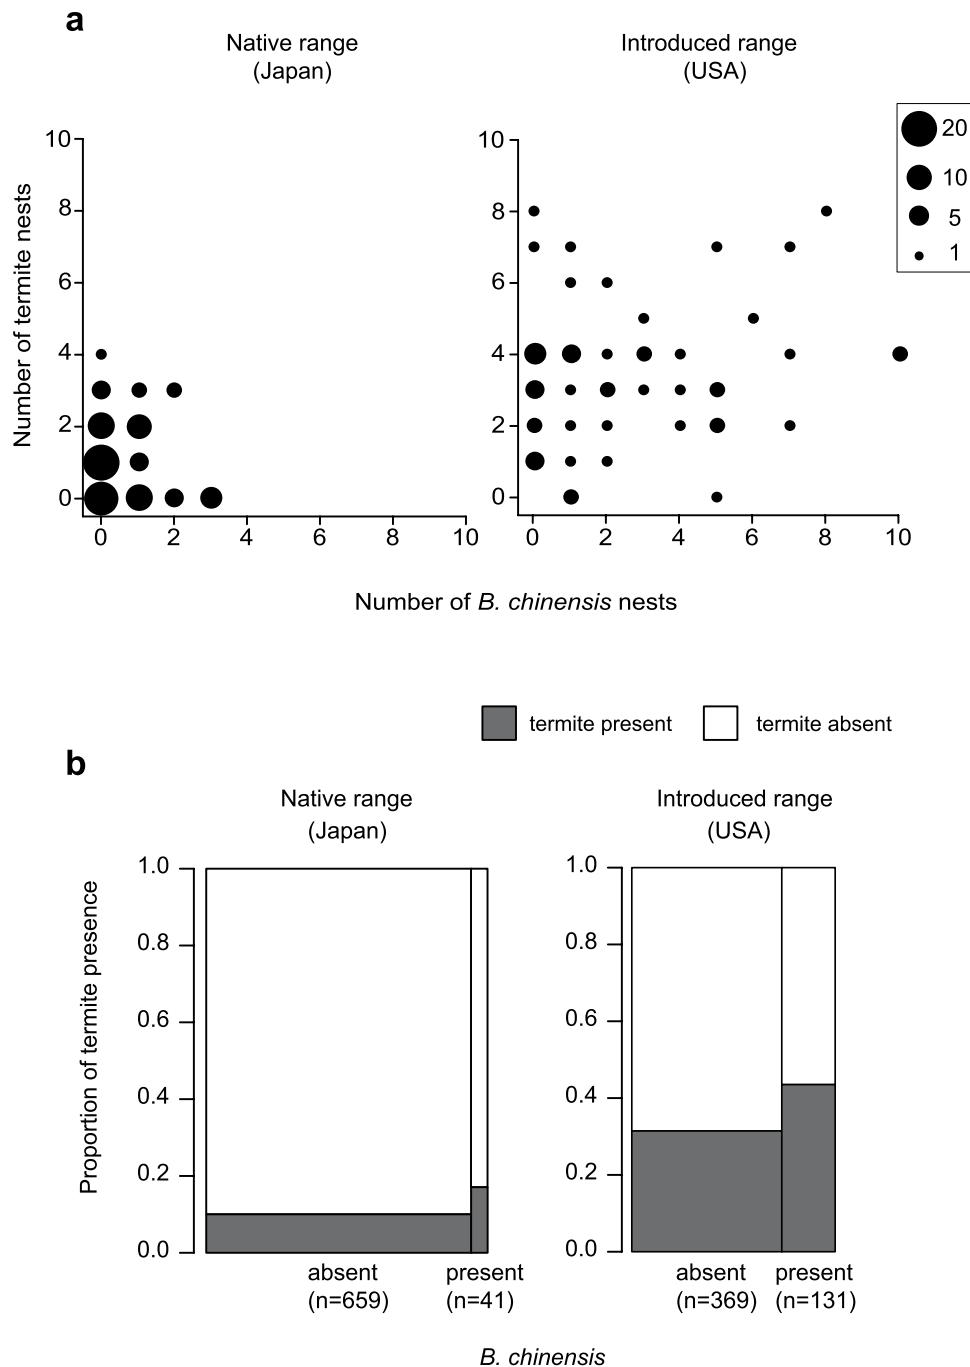 a
Native range
(Japan)
Introduced range
(USA)
20
10
5
1
Number of termite nests
10
8
6
4
2
0
0 2 4 6 8 10
10
8
6
4
2
0
0 2 4 6 8 10
Number of B. chinensis nests
termite present
termite absent
b
Native range
(Japan)
Introduced range
(USA)
Proportion of termite presence
1.0
0.8
0.6
0.4
0.2
0.0
absent
(n=659)
present
(n=41)
1.0
0.8
0.6
0.4
0.2
0.0
absent
(n=369)
present
(n=131)
B. chinensis